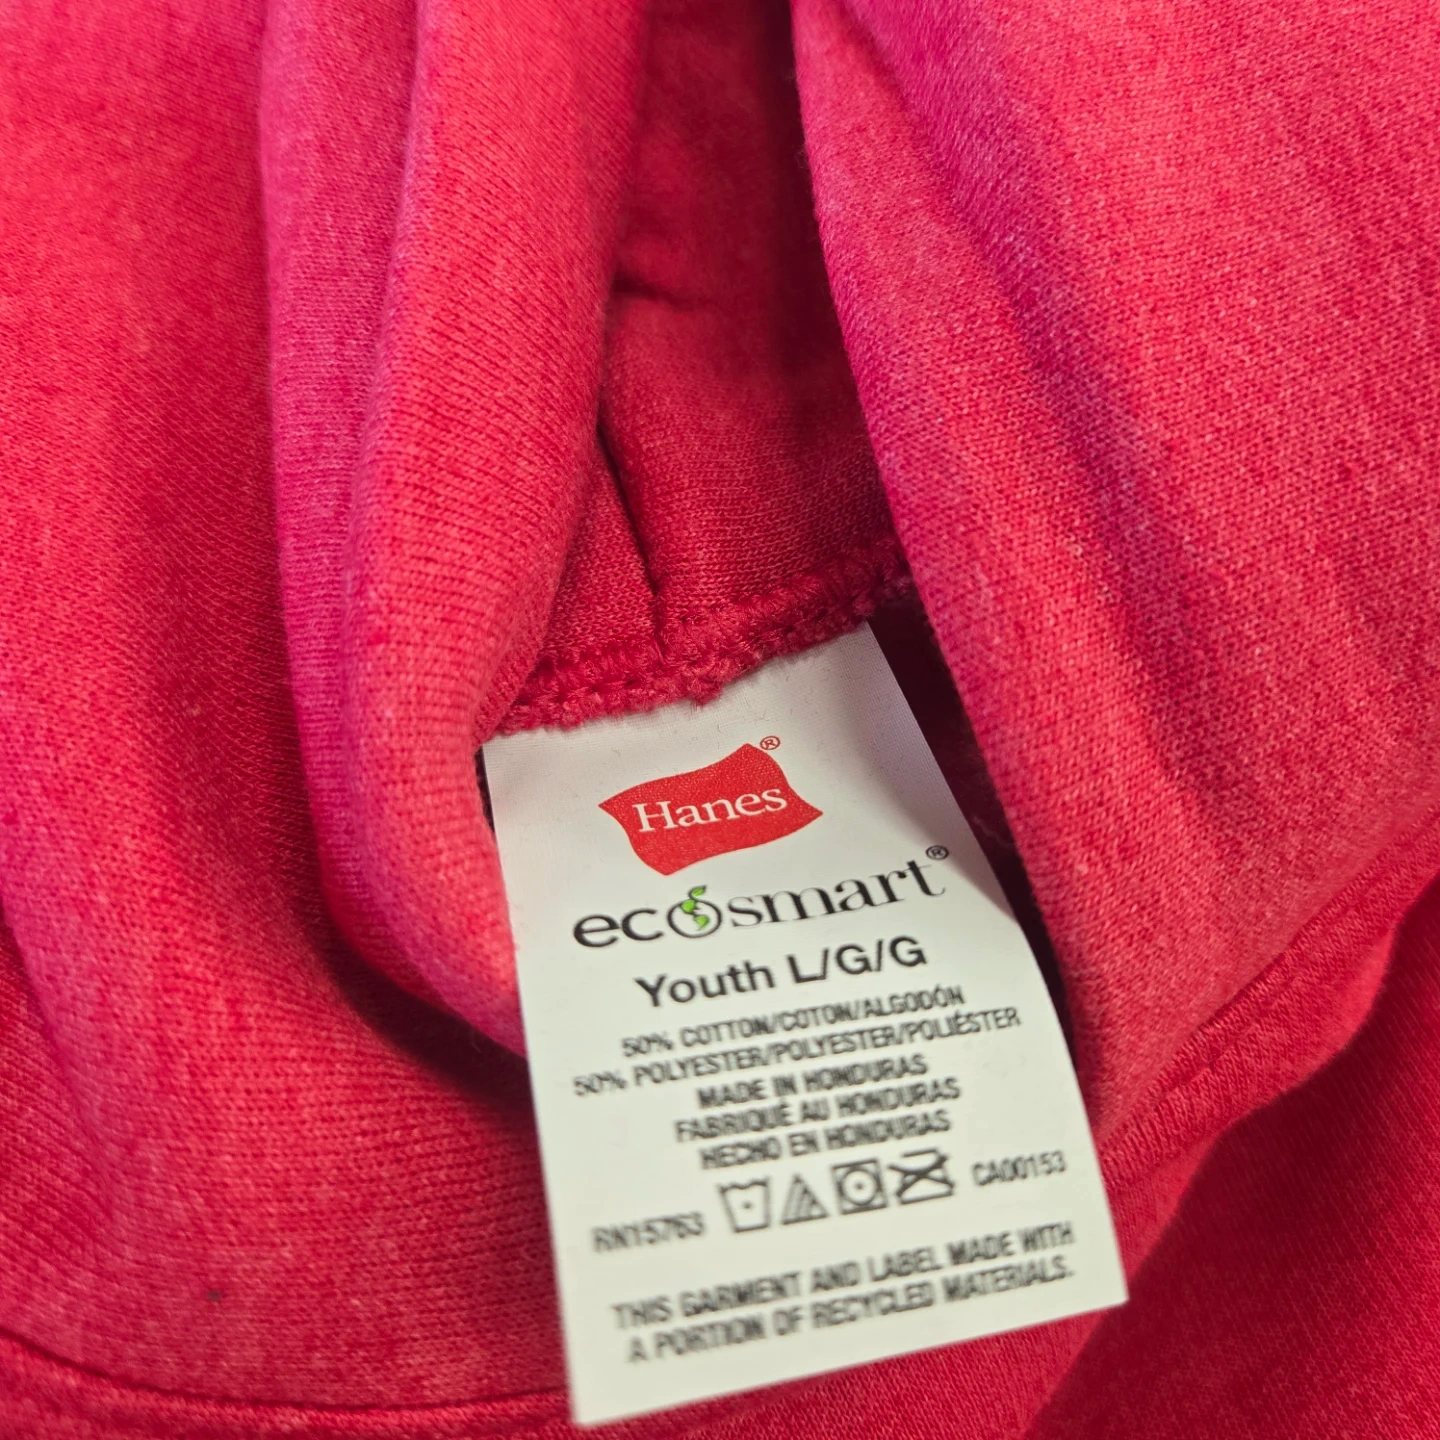 Hanes®
ecosmart®
Youth L/G/G
50% COTTON/COTON/ALGODÓN
50% POLYESTER/POLYESTER/POLIÉSTER
MADE IN HONDURAS
FABRIQUÉ AU HONDURAS
HECHO EN HONDURAS
RN15763 CA00153
THIS GARMENT AND LABEL MADE WITH
A PORTION OF RECYCLED MATERIALS.